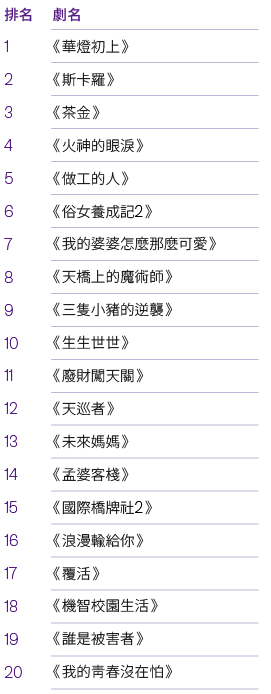 排名 劇名
1 《華燈初上》
2 《斯卡羅》
3 《茶金》
4 《火神的眼淚》
5 《做工的人》
6 《俗女養成記2》
7 《我的婆婆怎麼那麼可愛》
8 《天橋上的魔術師》
9 《三隻小豬的逆襲》
10 《生生世世》
11 《廢財闖天關》
12 《天巡者》
13 《未來媽媽》
14 《孟婆客棧》
15 《國際橋牌社2》
16 《浪漫輸給你》
17 《覆活》
18 《機智校園生活》
19 《誰是被害者》
20 《我的青春沒在怕》